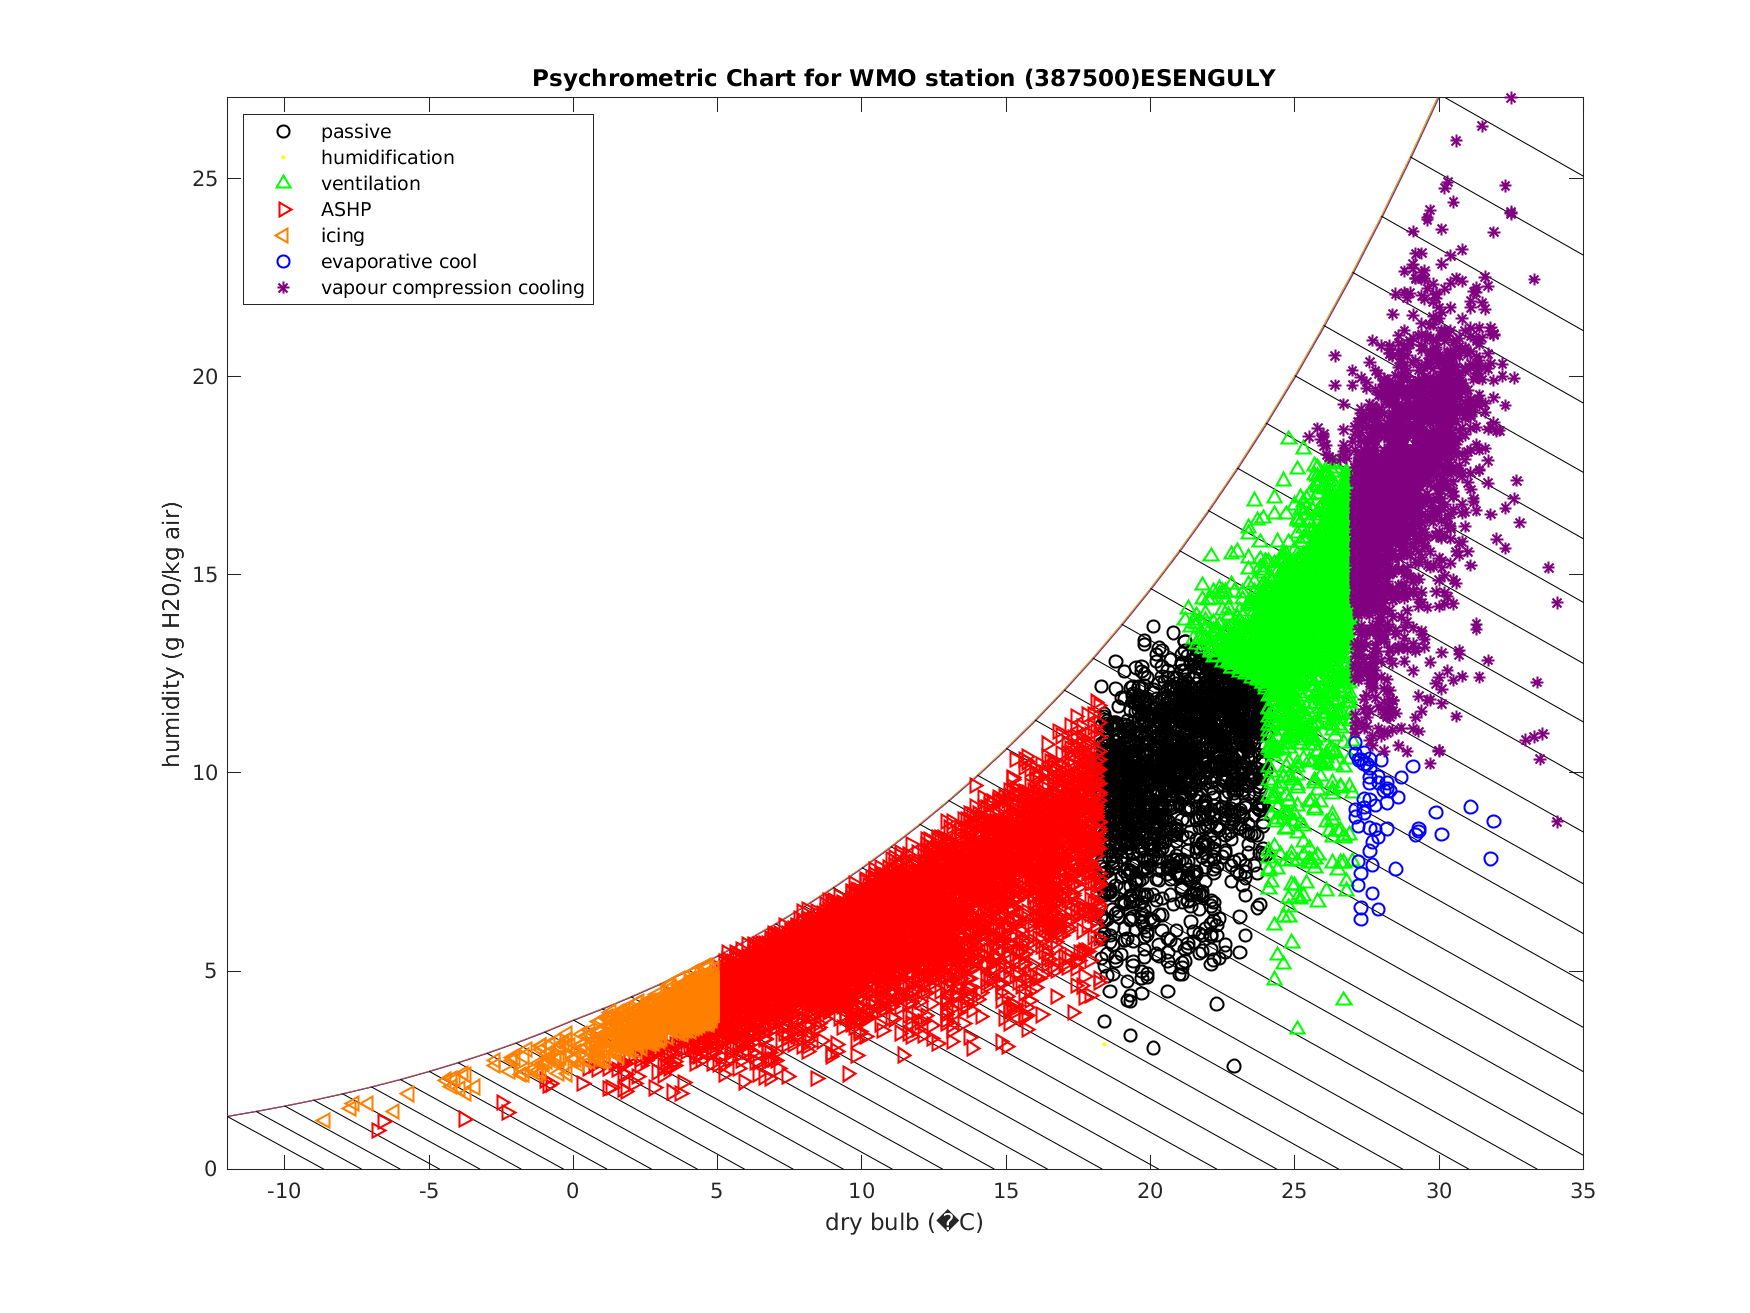 Psychrometric Chart for WMO station (387500)ESENGULY
passive
humidification
ventilation
ASHP
icing
evaporative cool
vapour compression cooling
humidity (g H20/kg air)
25
20
15
10
5
0
-10 -5 0 5 10 15 20 25 30 35
dry bulb (�C)